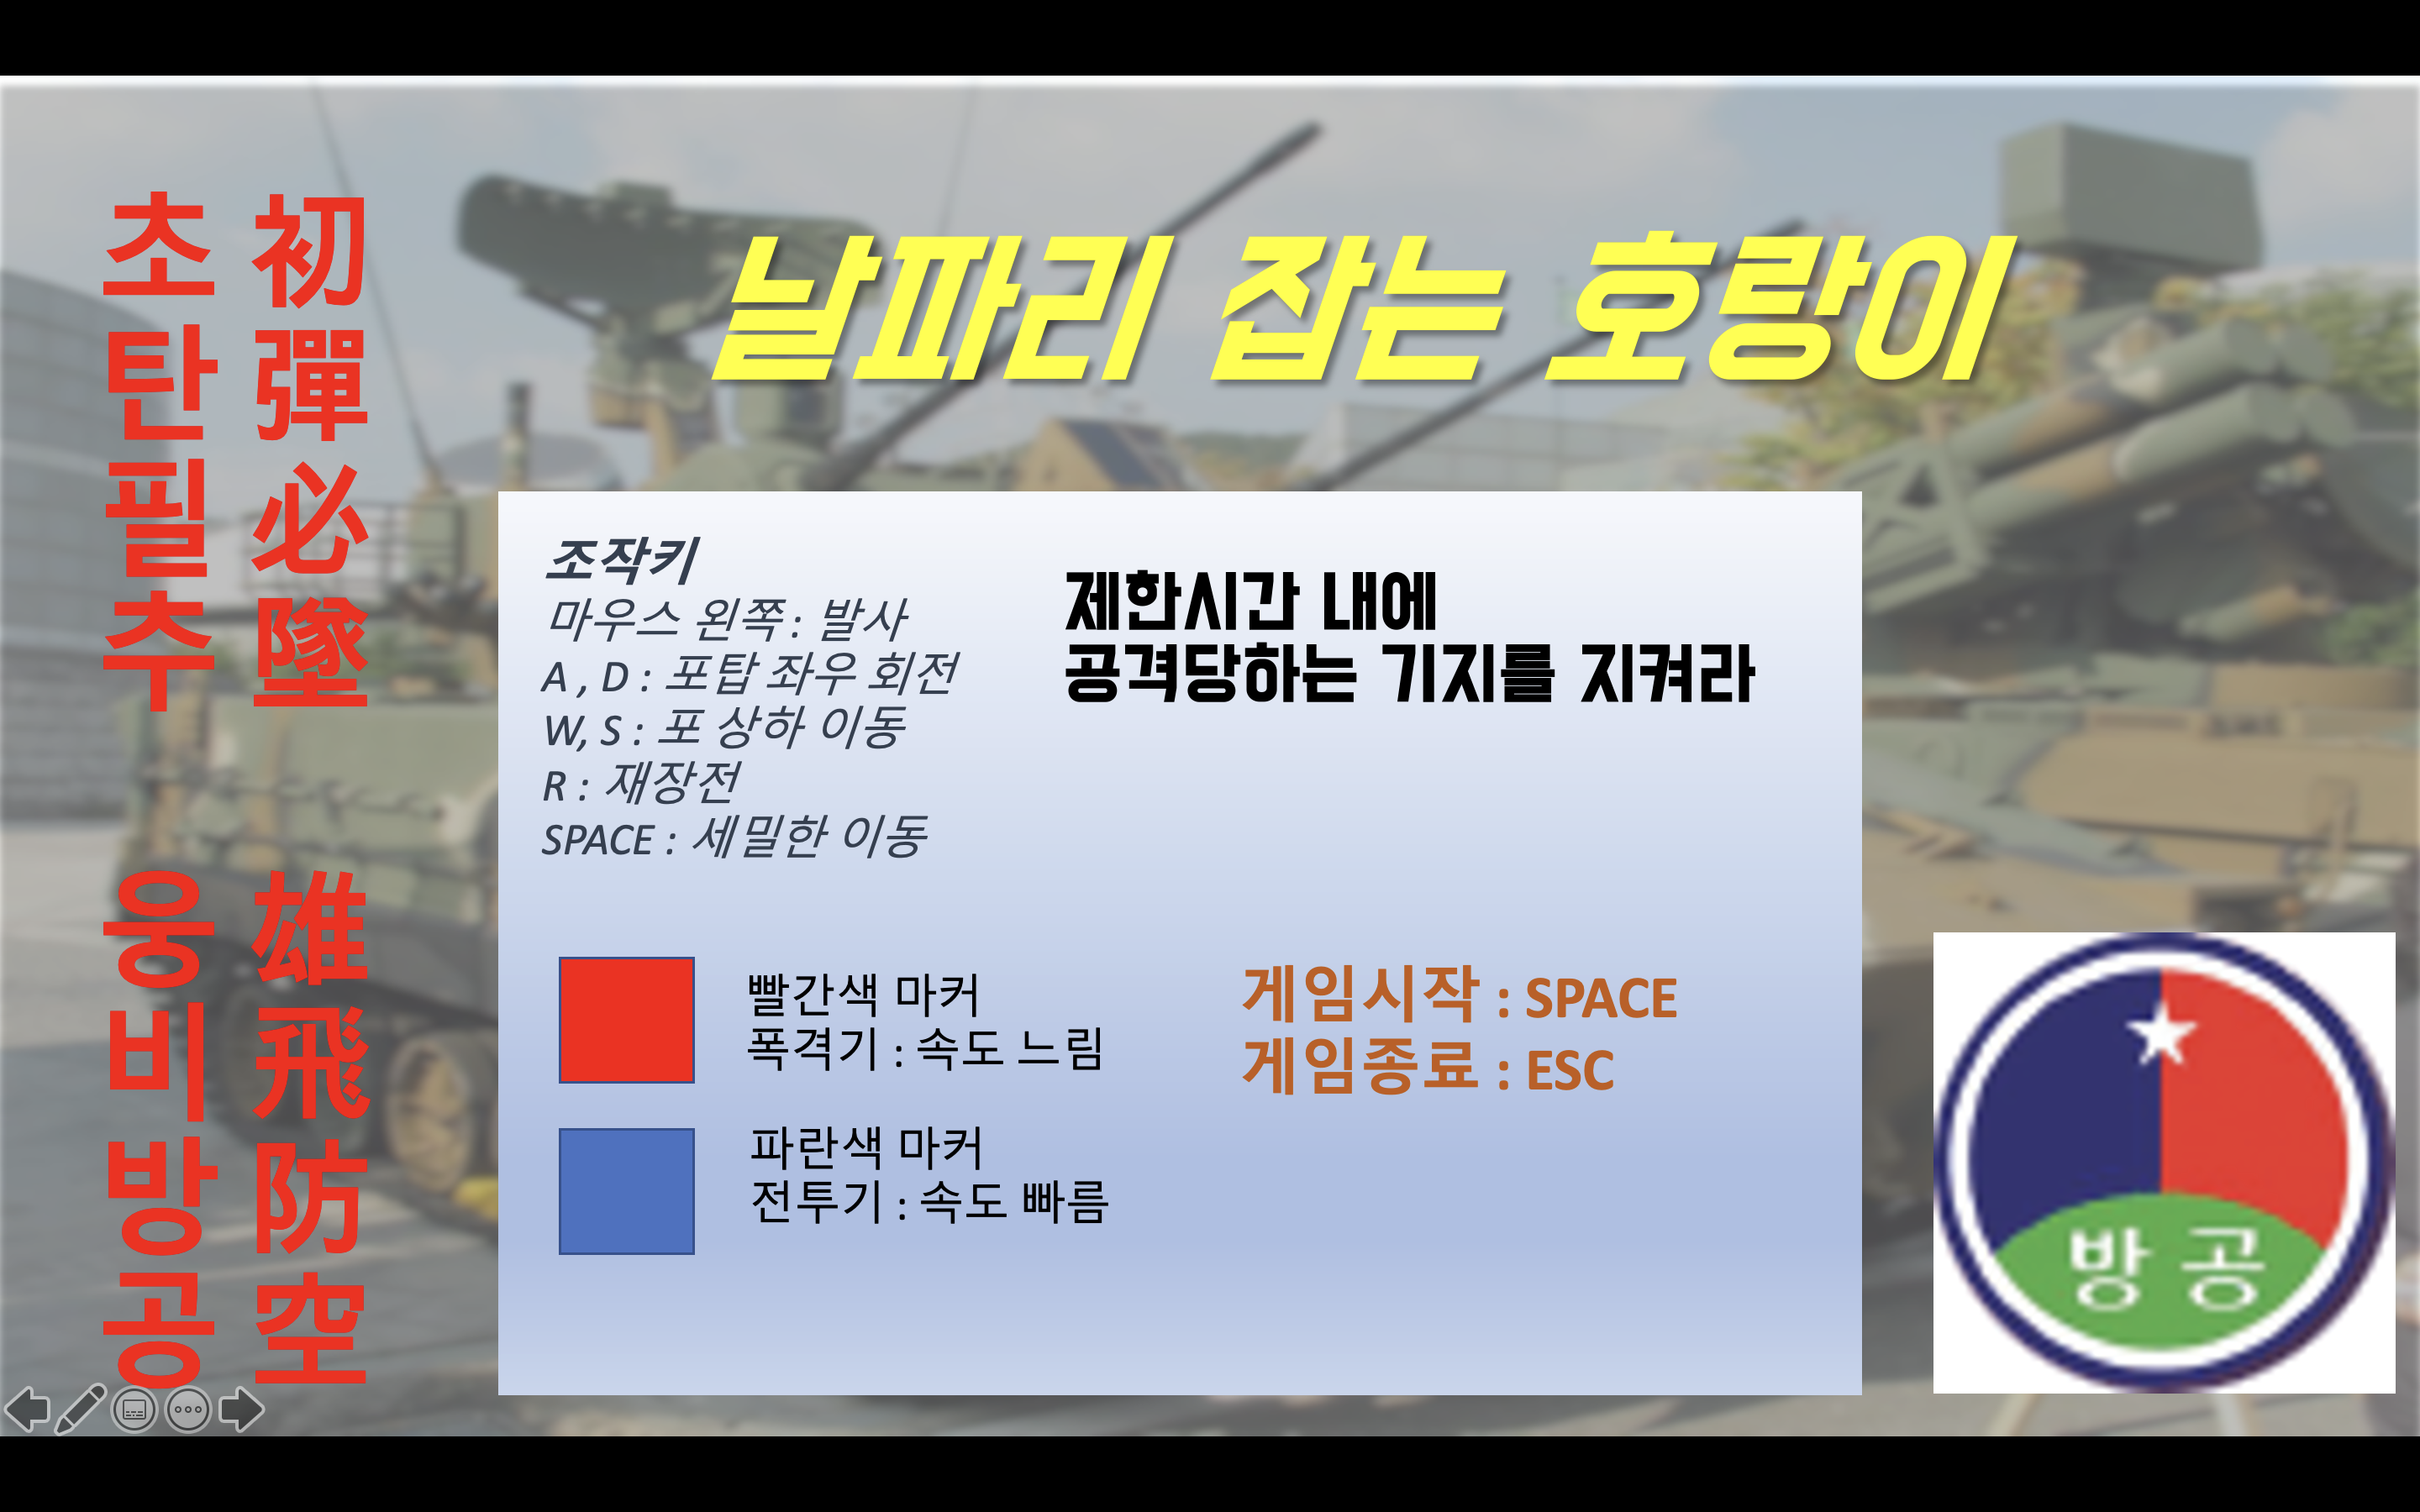 초탄필추 웅비방공
初彈必墜 雄飛防空
날파리 잡는 호랑이
조작키
마우스 왼쪽 : 발사
A , D : 포탑 좌우 회전
W, S : 포 상하 이동
R : 재장전
SPACE : 세밀한 이동
제한시간 내에
공격당하는 기지를 지켜라
빨간색 마커
폭격기 : 속도 느림
파란색 마커
전투기 : 속도 빠름
게임시작 : SPACE
게임종료 : ESC
방공